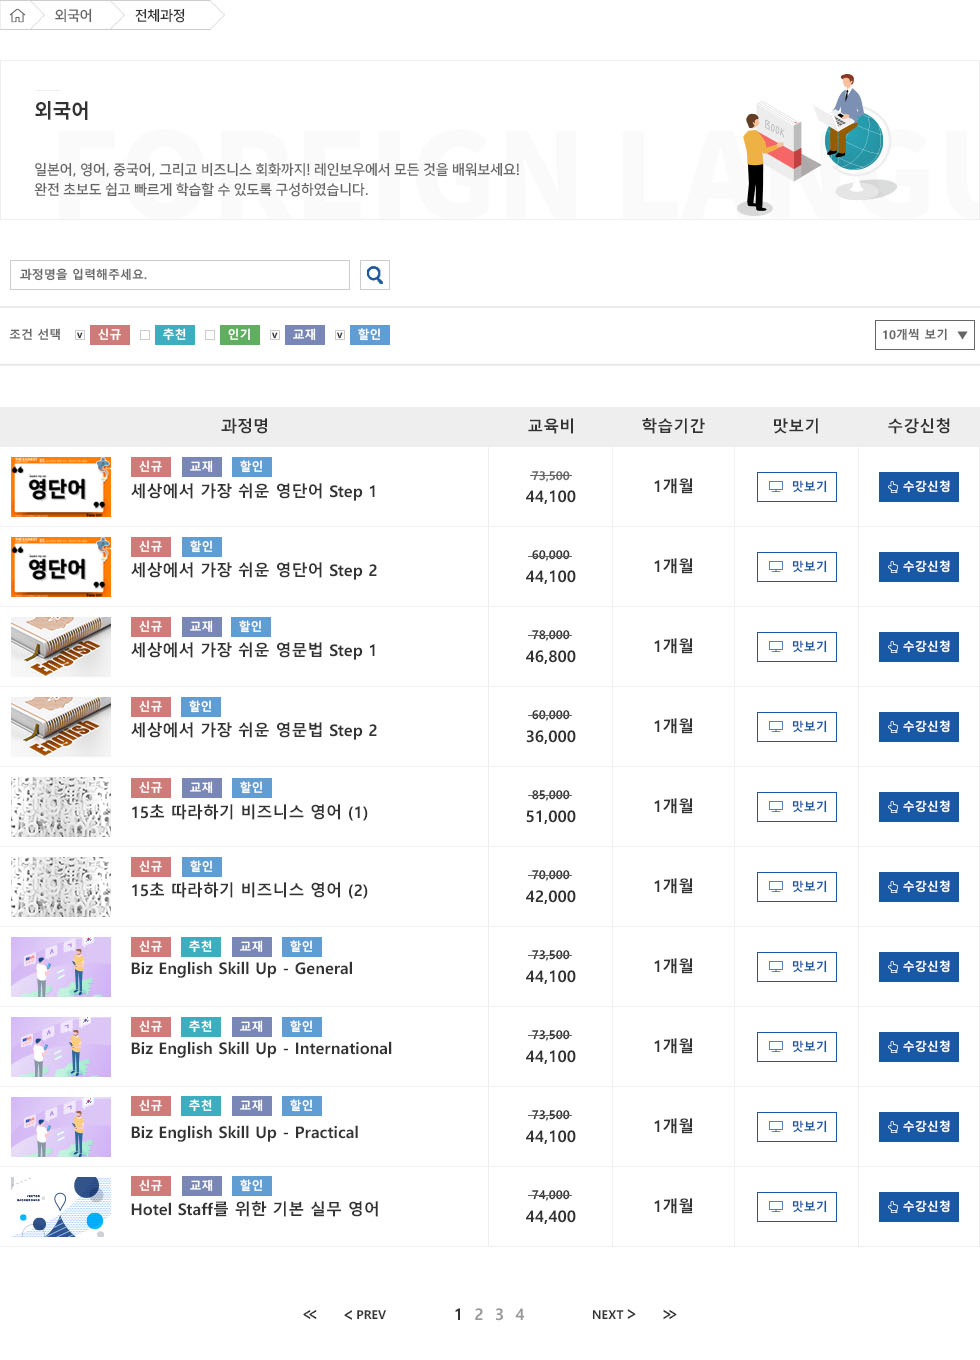 외국어 전체과정
외국어
FOREIGN LANGU
일본어, 영어, 중국어, 그리고 비즈니스 회화까지! 레인보우에서 모든 것을 배워보세요!
완전 초보도 쉽고 빠르게 학습할 수 있도록 구성하였습니다.
BOOK
과정명을 입력해주세요.
조건 선택 v 신규 추천 인기 v 교재 v 할인 10개씩 보기 ▼
과정명 교육비 학습기간 맛보기 수강신청
영단어
신규 교재 할인
세상에서 가장 쉬운 영단어 Step 1
73,500
44,100
1개월 맛보기 수강신청
영단어
신규 할인
세상에서 가장 쉬운 영단어 Step 2
60,000
44,100
1개월 맛보기 수강신청
English
신규 교재 할인
세상에서 가장 쉬운 영문법 Step 1
78,000
46,800
1개월 맛보기 수강신청
English
신규 할인
세상에서 가장 쉬운 영문법 Step 2
60,000
36,000
1개월 맛보기 수강신청
신규 교재 할인
15초 따라하기 비즈니스 영어 (1)
85,000
51,000
1개월 맛보기 수강신청
신규 할인
15초 따라하기 비즈니스 영어 (2)
70,000
42,000
1개월 맛보기 수강신청
신규 추천 교재 할인
Biz English Skill Up - General
73,500
44,100
1개월 맛보기 수강신청
신규 추천 교재 할인
Biz English Skill Up - International
73,500
44,100
1개월 맛보기 수강신청
신규 추천 교재 할인
Biz English Skill Up - Practical
73,500
44,100
1개월 맛보기 수강신청
신규 교재 할인
Hotel Staff를 위한 기본 실무 영어
74,000
44,400
1개월 맛보기 수강신청
≪ < PREV 1 2 3 4 NEXT > ≫